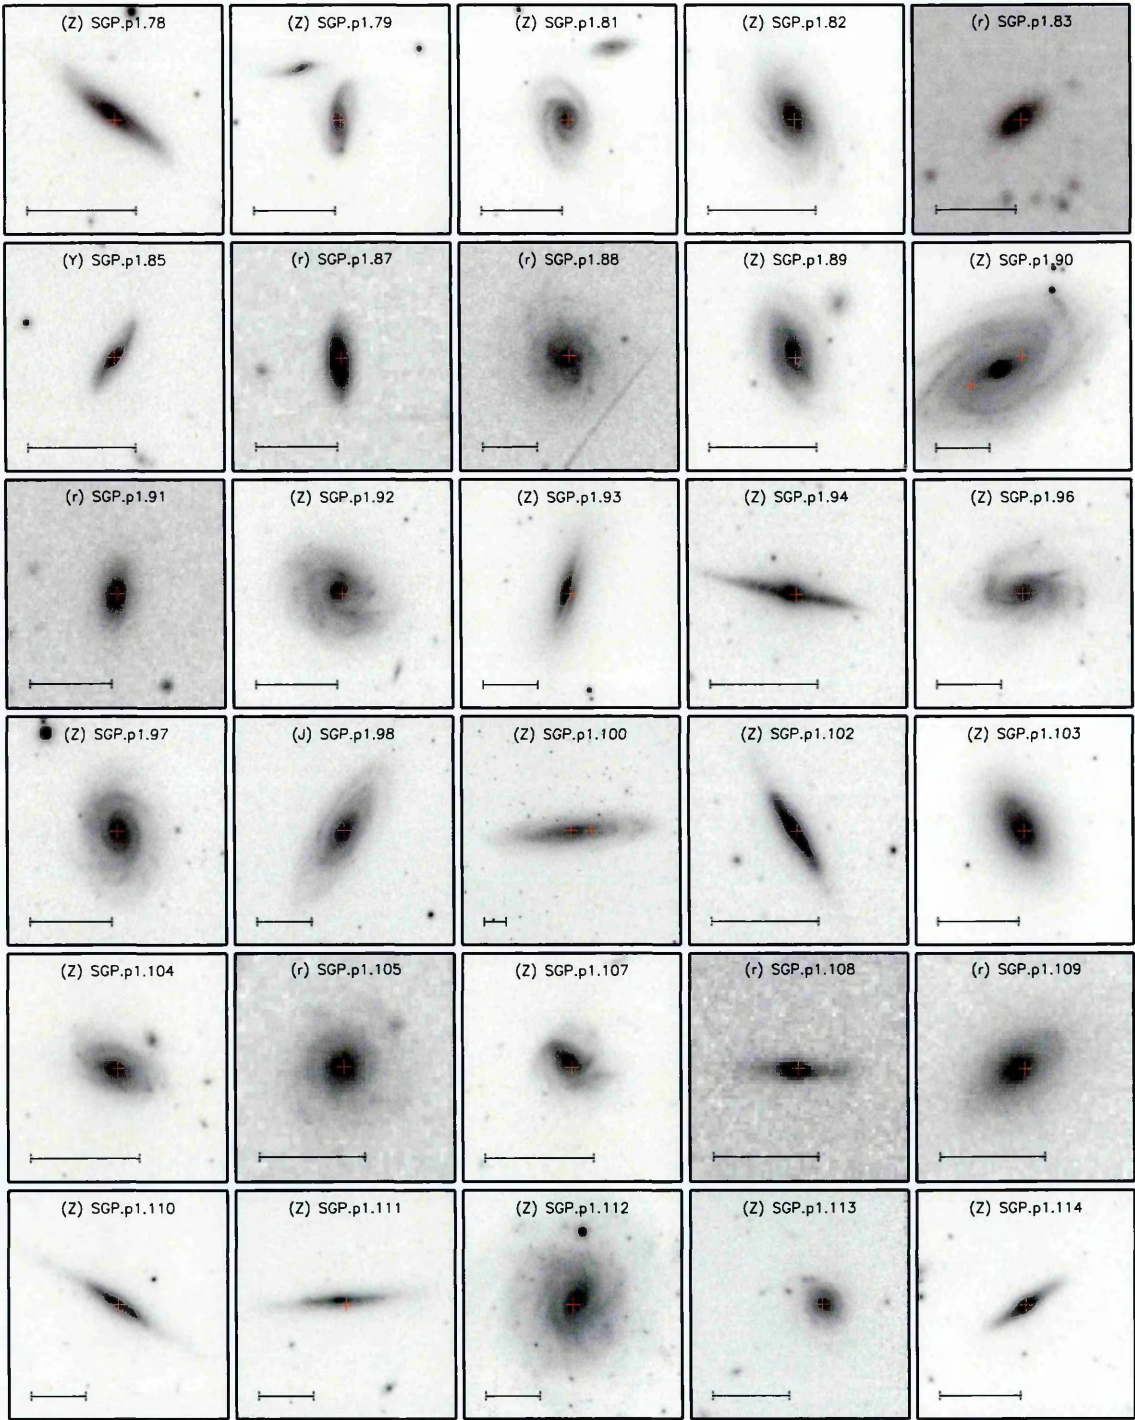 (Z) SGP.p1.78
(Z) SGP.p1.79
(Z) SGP.p1.81
(Z) SGP.p1.82
(r) SGP.p1.83
(Y) SGP.p1.85
(r) SGP.p1.87
(r) SGP.p1.88
(Z) SGP.p1.89
(Z) SGP.p1.90
(r) SGP.p1.91
(Z) SGP.p1.92
(Z) SGP.p1.93
(Z) SGP.p1.94
(Z) SGP.p1.96
(Z) SGP.p1.97
(J) SGP.p1.98
(Z) SGP.p1.100
(Z) SGP.p1.102
(Z) SGP.p1.103
(Z) SGP.p1.104
(r) SGP.p1.105
(Z) SGP.p1.107
(r) SGP.p1.108
(r) SGP.p1.109
(Z) SGP.p1.110
(Z) SGP.p1.111
(Z) SGP.p1.112
(Z) SGP.p1.113
(Z) SGP.p1.114